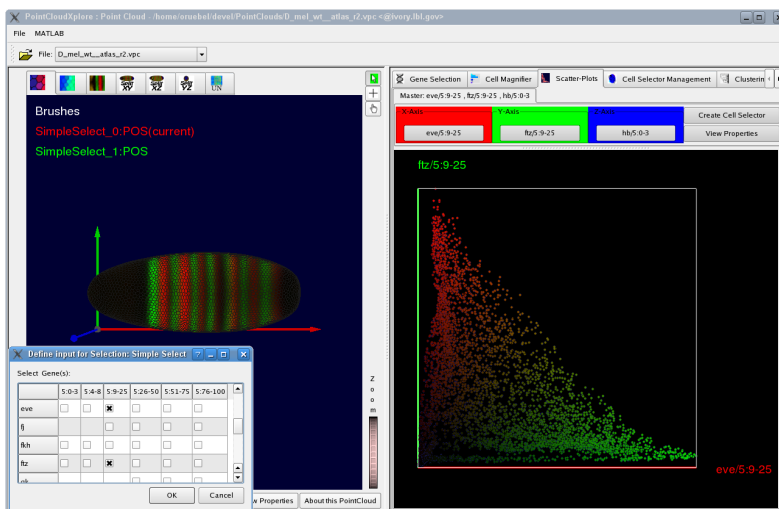 PointCloudXplore : Point Cloud - /home/oruebel/devel/PointClouds/D_mel_wt__atlas_r2.vpc <@ivory.lbl.gov>
File MATLAB
File: D_mel_wt__atlas_r2.vpc
Gene Selection Cell Magnifier Scatter-Plots Cell Selector Management Clusterin
Master: eve/5:9-25 , ftz/5:9-25 , hb/5:0-3
X-Axis Y-Axis Create Cell Selector
eve/5:9-25 ftz/5:9-25 hb/5:0-3 View Properties
XY XZ YZ UN
Brushes
SimpleSelect_0:POS(current)
SimpleSelect_1:POS
ftz/5:9-25
eve/5:9-25
Zoom
Define input for Selection: Simple Select
Select Gene(s):
5:0-3 5:4-8 5:9-25 5:26-50 5:51-75 5:76-100
eve
fj
fkh
ftz
OK Cancel
w Properties About this PointCloud